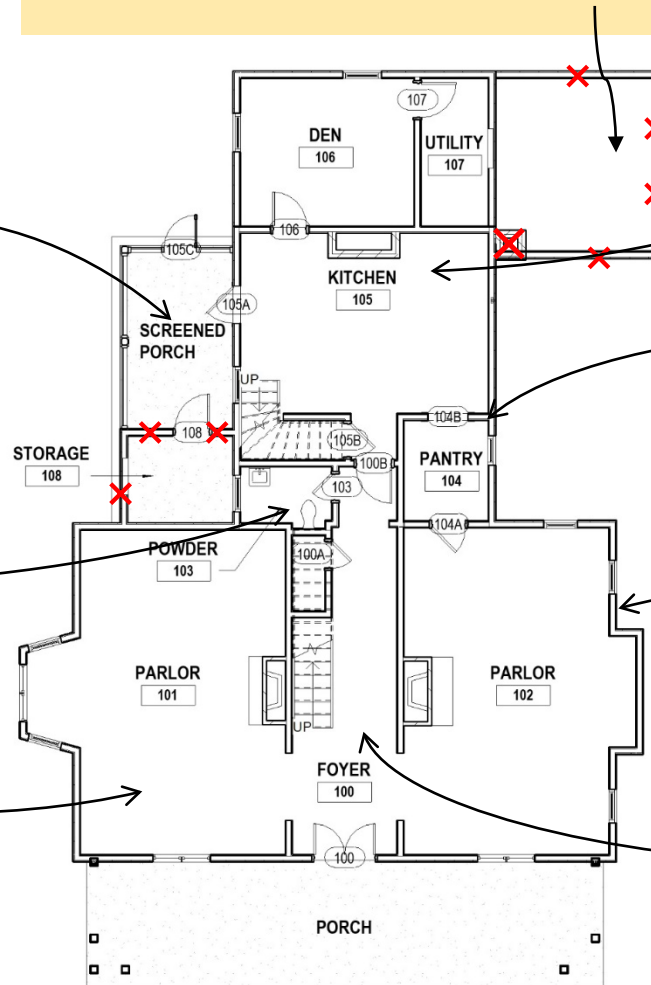 107
DEN
106
UTILITY
107
106
105C
KITCHEN
105
105A
SCREENED
PORCH
UP
104B
108
105B
100B
STORAGE
108
PANTRY
104
103
104A
POWDER
103
100A
PARLOR
101
PARLOR
102
UP
FOYER
100
100
PORCH